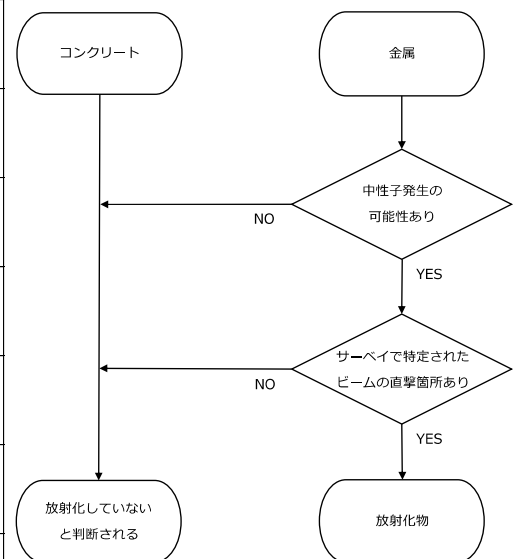 コンクリート
金属
中性子発生の
可能性あり
NO
YES
サーベイで特定された
ビームの直撃箇所あり
NO
YES
放射化していない
と判断される
放射化物